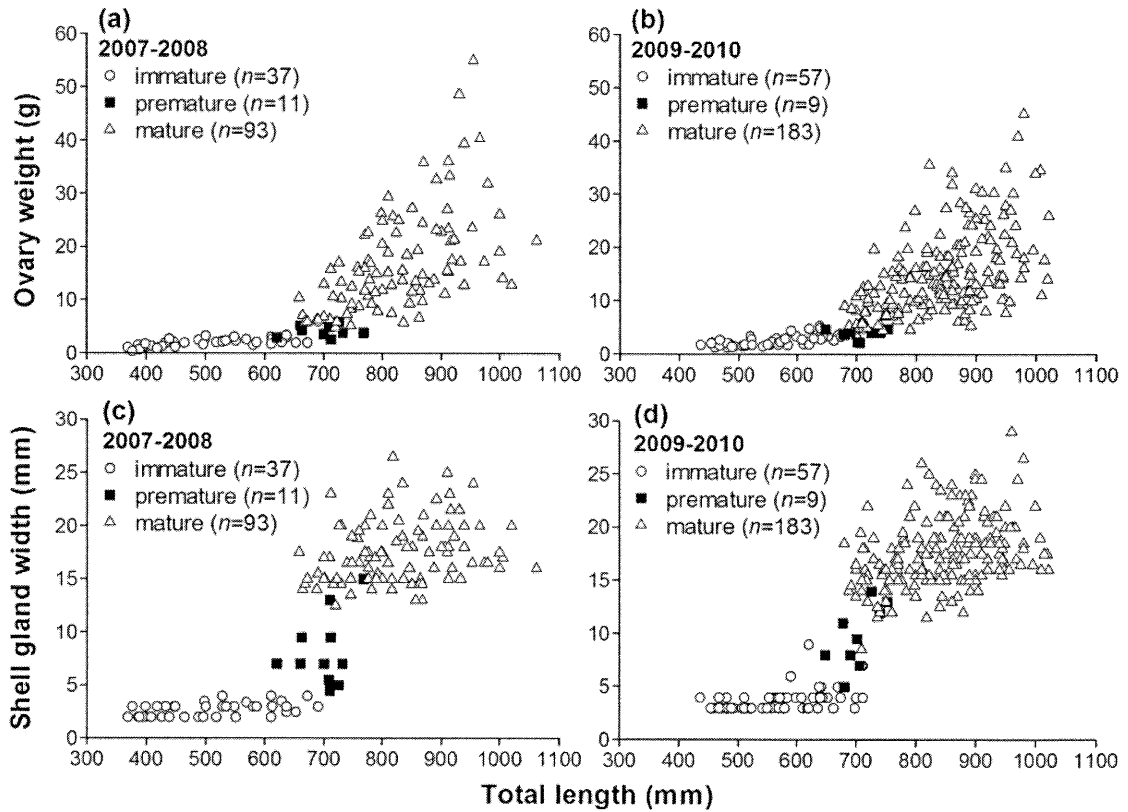 (a)
2007-2008
immature (n=37)
premature (n=11)
mature (n=93)
Ovary weight (g)
60
50
40
30
20
10
0
300 400 500 600 700 800 900 1000 1100
(b)
2009-2010
immature (n=57)
premature (n=9)
mature (n=183)
60
50
40
30
20
10
0
300 400 500 600 700 800 900 1000 1100
(c)
2007-2008
immature (n=37)
premature (n=11)
mature (n=93)
Shell gland width (mm)
30
25
20
15
10
5
0
300 400 500 600 700 800 900 1000 1100
(d)
2009-2010
immature (n=57)
premature (n=9)
mature (n=183)
30
25
20
15
10
5
0
300 400 500 600 700 800 900 1000 1100
Total length (mm)